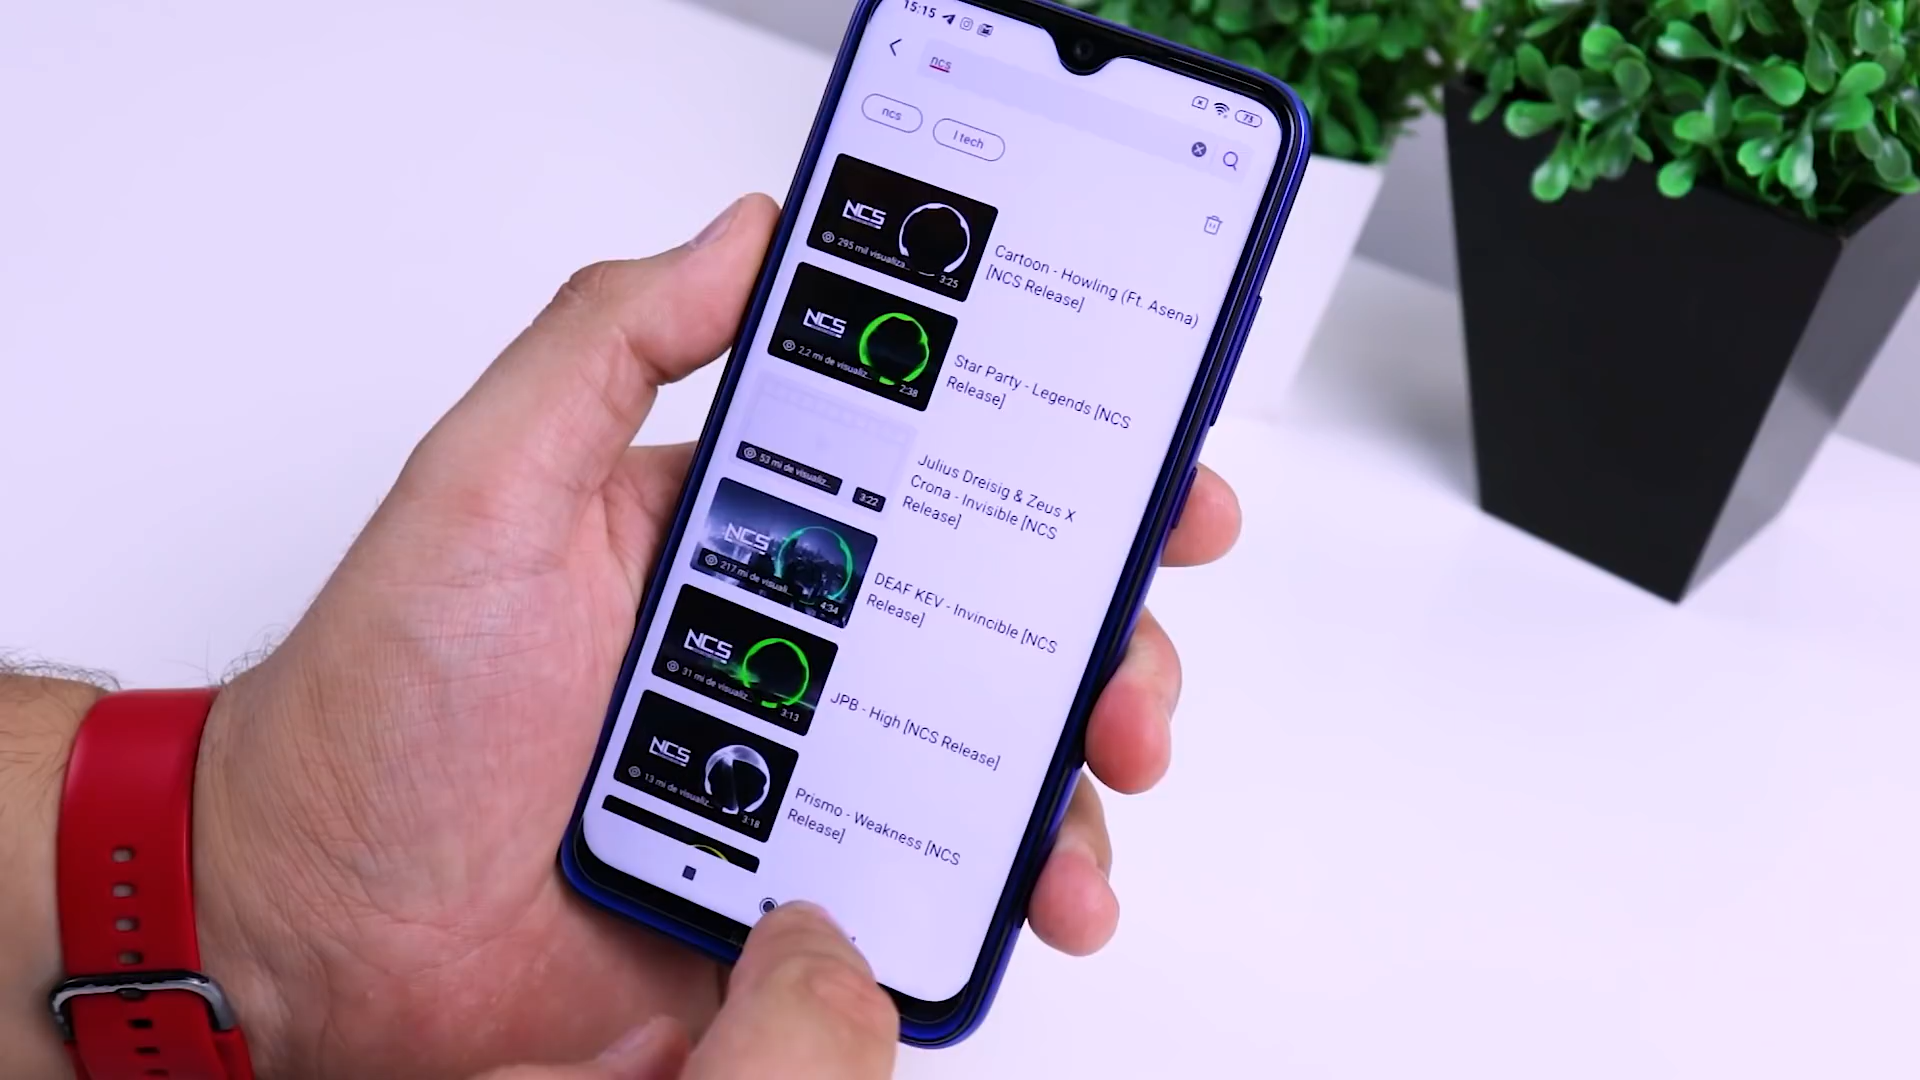 15:15
73
ncs
ncs
I tech
NCS
295 mil visualiza...
3:25
Cartoon - Howling (Ft. Asena)
[NCS Release]
NCS
2,2 mi de visualiz...
2:38
Star Party - Legends [NCS
Release]
53 mi de visualiz...
3:22
Julius Dreisig & Zeus X
Crona - Invisible [NCS
Release]
NCS
217 mi de visuali...
4:34
DEAF KEV - Invincible [NCS
Release]
NCS
31 mi de visualiz...
3:13
JPB - High [NCS Release]
NCS
13 mi de visualiz...
3:18
Prismo - Weakness [NCS
Release]